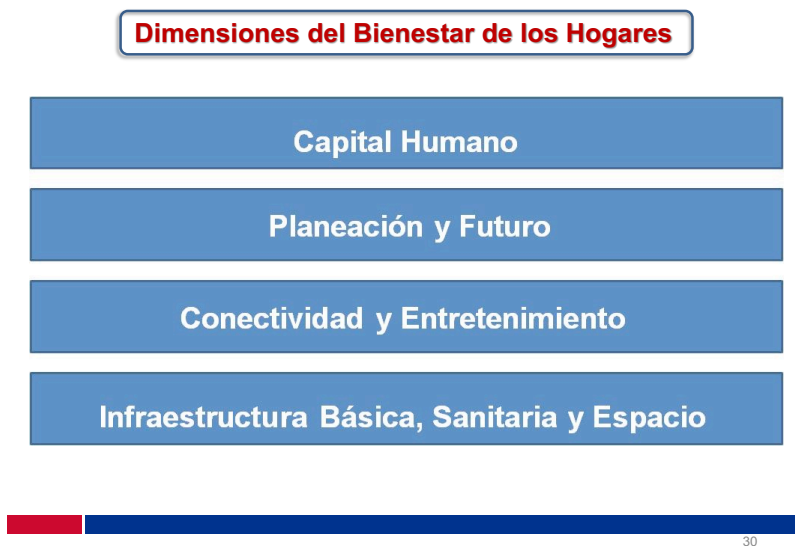 Dimensiones del Bienestar de los Hogares
Capital Humano
Planeación y Futuro
Conectividad y Entretenimiento
Infraestructura Básica, Sanitaria y Espacio
30